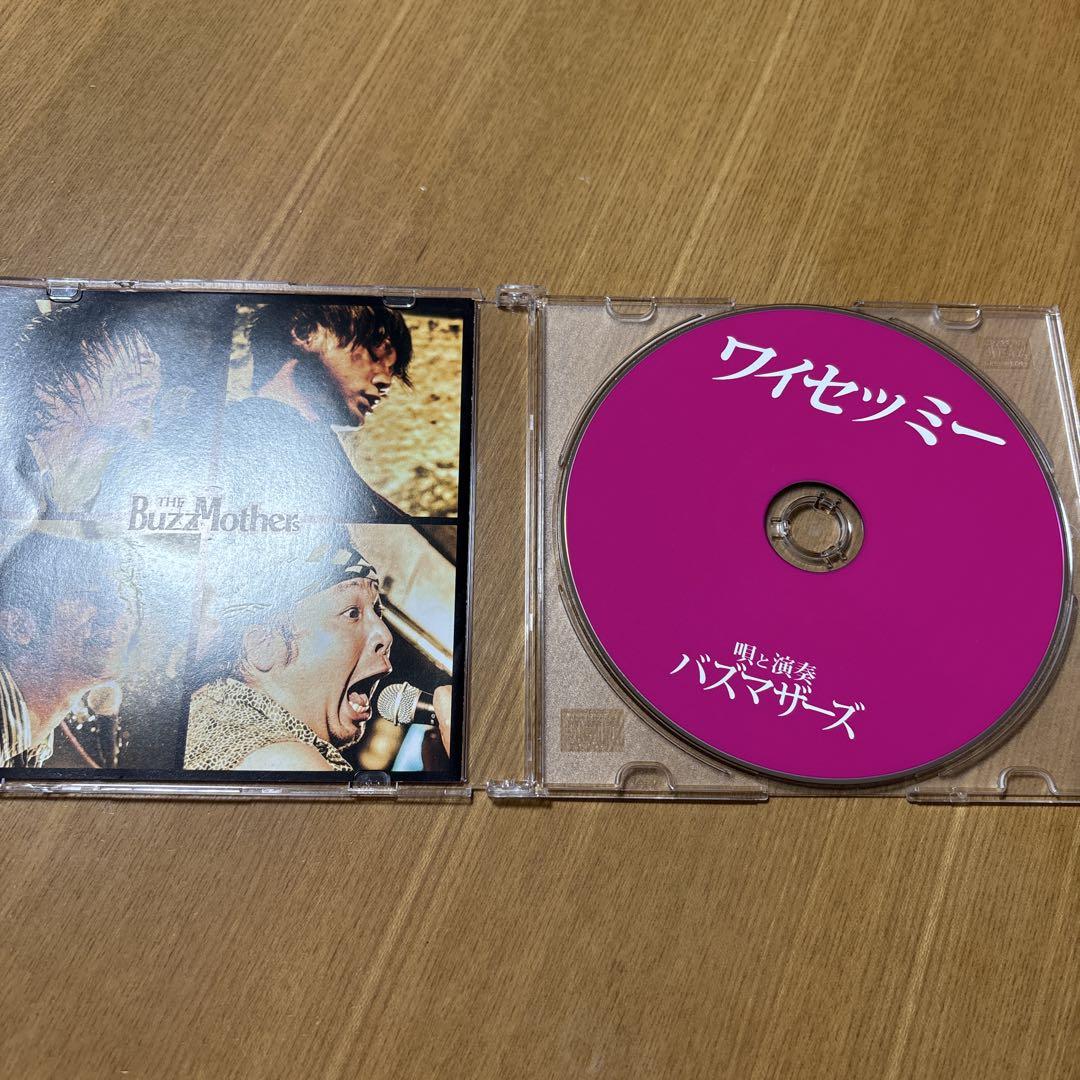 THE
BuzzMothers
ワイセツミー
唄と演奏
バズマザーズ